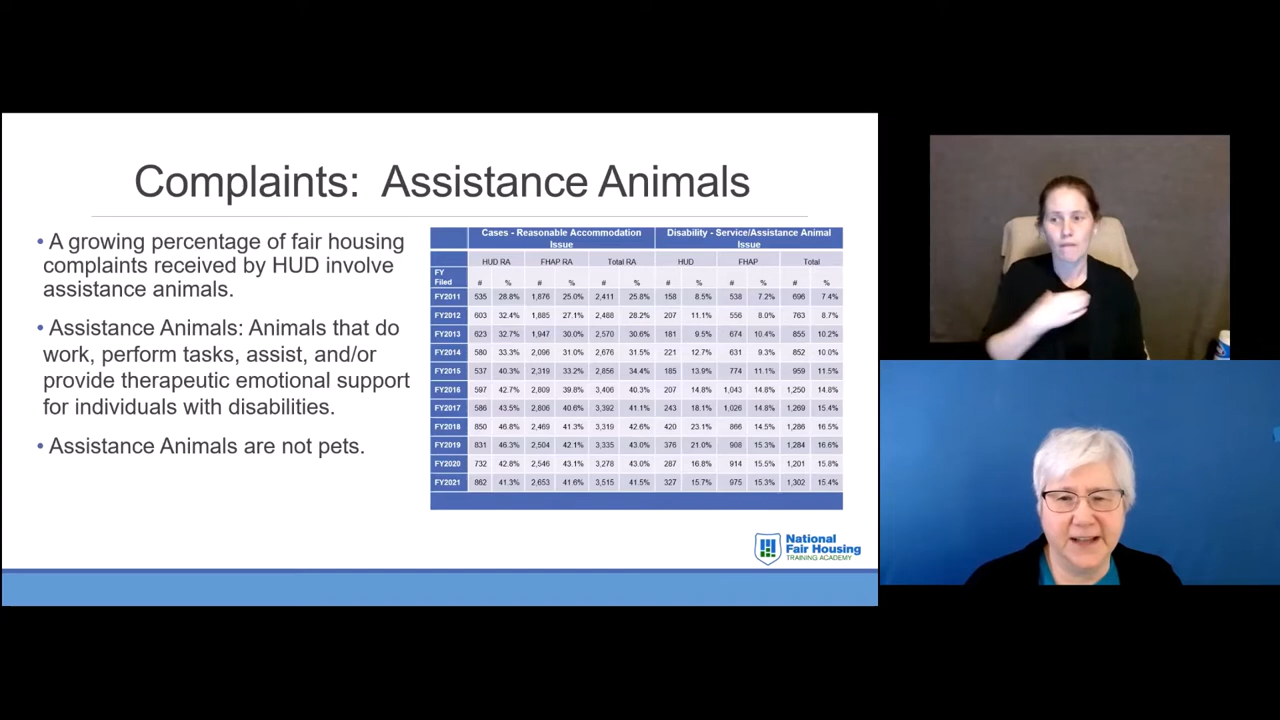 Complaints: Assistance Animals
• A growing percentage of fair housing
complaints received by HUD involve
assistance animals.
• Assistance Animals: Animals that do
work, perform tasks, assist, and/or
provide therapeutic emotional support
for individuals with disabilities.
• Assistance Animals are not pets.
Cases - Reasonable Accommodation Issue Disability - Service/Assistance Animal Issue
HUD RA FHAP RA Total RA HUD FHAP Total
FY Filed # % # % # % # % # % # %
FY2011 535 28.8% 1,876 25.0% 2,411 25.8% 158 8.5% 538 7.2% 696 7.4%
FY2012 603 32.4% 1,885 27.1% 2,488 28.2% 207 11.1% 556 8.0% 763 8.7%
FY2013 623 32.7% 1,947 30.0% 2,570 30.6% 181 9.5% 674 10.4% 855 10.2%
FY2014 580 33.3% 2,096 31.0% 2,676 31.5% 221 12.7% 631 9.3% 852 10.0%
FY2015 537 40.3% 2,319 33.2% 2,856 34.4% 185 13.9% 774 11.1% 959 11.5%
FY2016 597 42.7% 2,809 39.8% 3,406 40.3% 207 14.8% 1,043 14.8% 1,250 14.8%
FY2017 586 43.5% 2,806 40.6% 3,392 41.1% 243 18.1% 1,026 14.8% 1,269 15.4%
FY2018 850 46.8% 2,469 41.3% 3,319 42.6% 420 23.1% 866 14.5% 1,286 16.5%
FY2019 831 46.3% 2,504 42.1% 3,335 43.0% 376 21.0% 908 15.3% 1,284 16.6%
FY2020 732 42.8% 2,546 43.1% 3,278 43.0% 287 16.8% 914 15.5% 1,201 15.8%
FY2021 862 41.3% 2,653 41.6% 3,515 41.5% 327 15.7% 975 15.3% 1,302 15.4%
National
Fair Housing
TRAINING ACADEMY